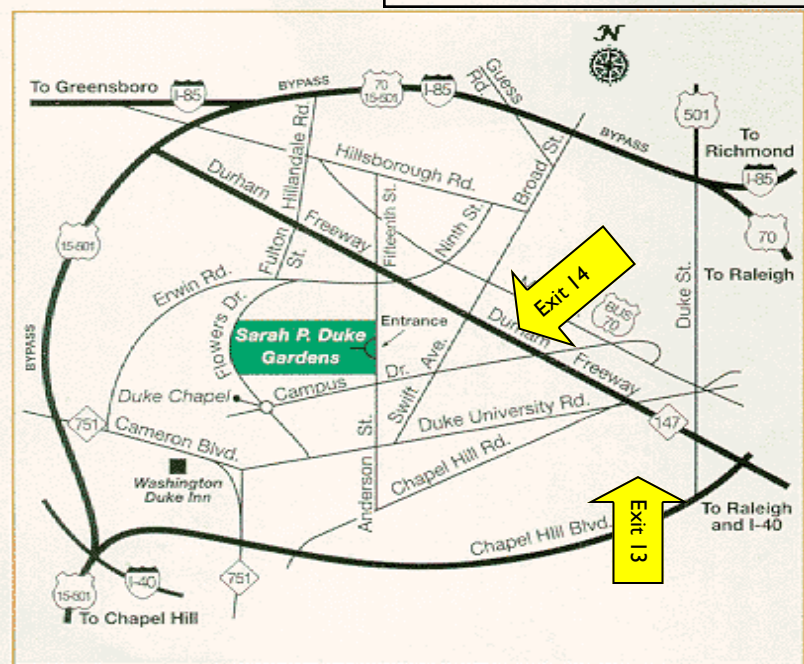 N
To Greensboro
I-85
BYPASS
70
15-501
I-85
Guess
Rd.
BYPASS
501
To
Richmond
I-85
70
To Raleigh
Hillandale Rd.
Hillsborough Rd.
Broad St.
Durham
Freeway
Fifteenth St.
Ninth St.
15-501
BYPASS
Fulton
St.
Erwin Rd.
Flowers Dr.
Exit 14
BUS
70
Duke St.
Sarah P. Duke
Gardens
Entrance
Durham
Freeway
Duke Chapel
Campus
Dr.
Swift
Ave.
751
Cameron Blvd.
Duke University Rd.
147
Washington
Duke Inn
Anderson
St.
Chapel Hill Rd.
To Raleigh
and I-40
Exit 13
Chapel Hill Blvd.
15-501
I-40
751
To Chapel Hill